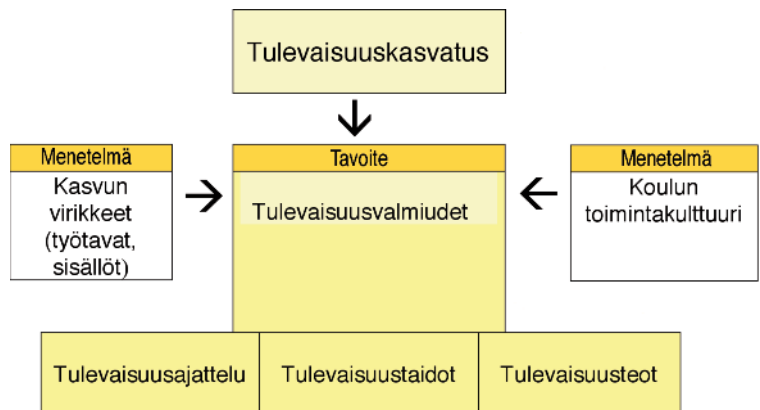 Tulevaisuuskasvatus
Menetelmä
Kasvun
virikkeet
(työtavat,
sisällöt)
Tavoite
Tulevaisuusvalmiudet
Menetelmä
Koulun
toimintakulttuuri
Tulevaisuusajattelu
Tulevaisuustaidot
Tulevaisuusteot